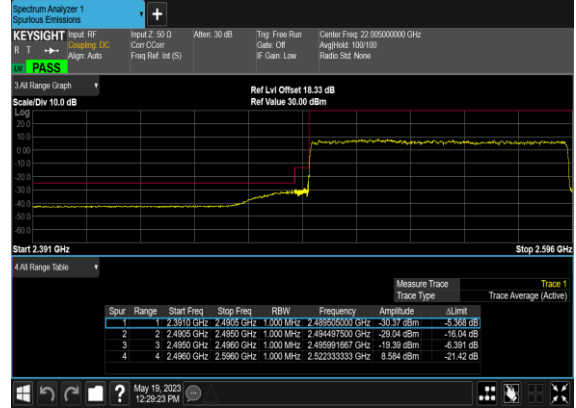 Spectrum Analyzer 1
Spurious Emissions
+
KEYSIGHT Input: RF Input Z: 50 Ω Atten: 30 dB Trig: Free Run Center Freq: 22.005000000 GHz
R T Coupling: DC Corr CCorr Gate: Off Avg|Hold: 100/100
Align: Auto Freq Ref: Int (S) IF Gain: Low Radio Std: None
LW PASS
3 All Range Graph
Ref Lvl Offset 18.33 dB
Scale/Div 10.0 dB Ref Value 30.00 dBm
Log
20.0
10.0
0.00
-10.0
-20.0
-30.0
-40.0
-50.0
-60.0
Start 2.391 GHz Stop 2.596 GHz
4 All Range Table
Measure Trace Trace 1
Trace Type Trace Average (Active)
Spur Range Start Freq Stop Freq RBW Frequency Amplitude ΔLimit
1 1 2.3910 GHz 2.4905 GHz 1.000 MHz 2.489505000 GHz -30.37 dBm -5.368 dB
2 2 2.4905 GHz 2.4950 GHz 1.000 MHz 2.494497500 GHz -29.04 dBm -16.04 dB
3 3 2.4950 GHz 2.4960 GHz 1.000 MHz 2.495991667 GHz -19.39 dBm -6.391 dB
4 4 2.4960 GHz 2.5960 GHz 1.000 MHz 2.522333333 GHz 8.584 dBm -21.42 dB
? May 19, 2023
12:29:23 PM